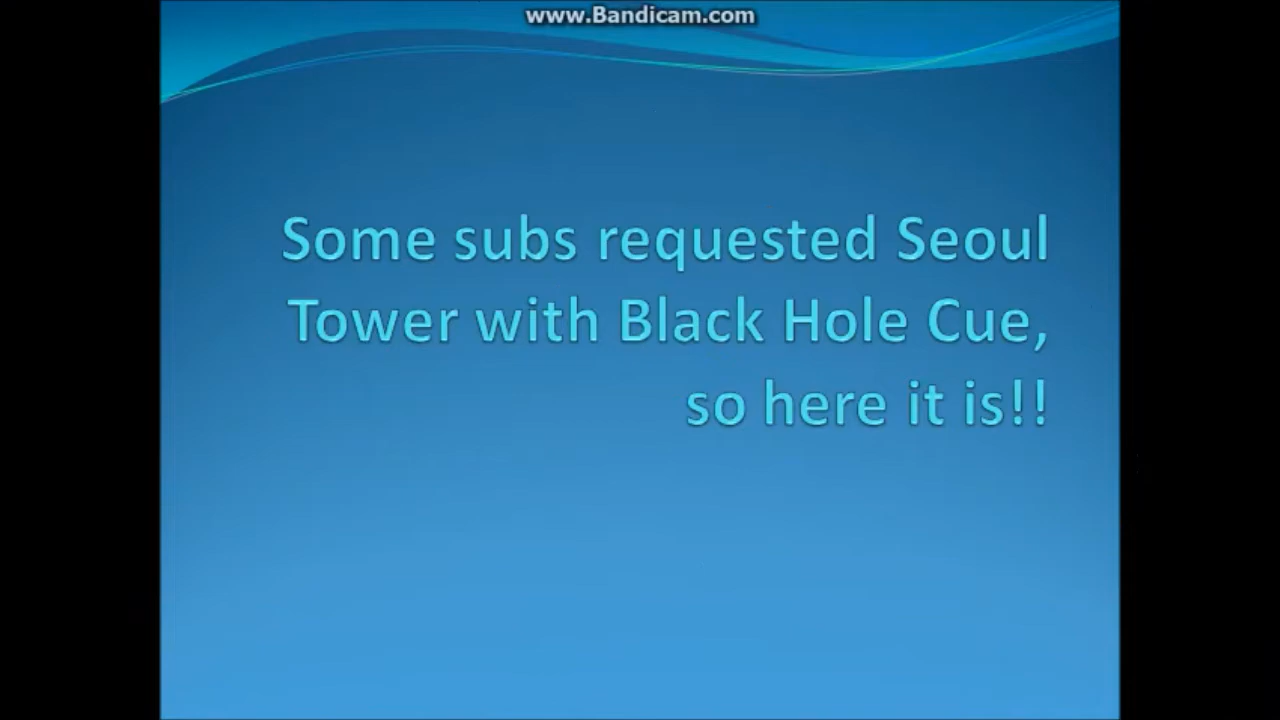 www.Bandicam.com
Some subs requested Seoul
Tower with Black Hole Cue,
so here it is!!